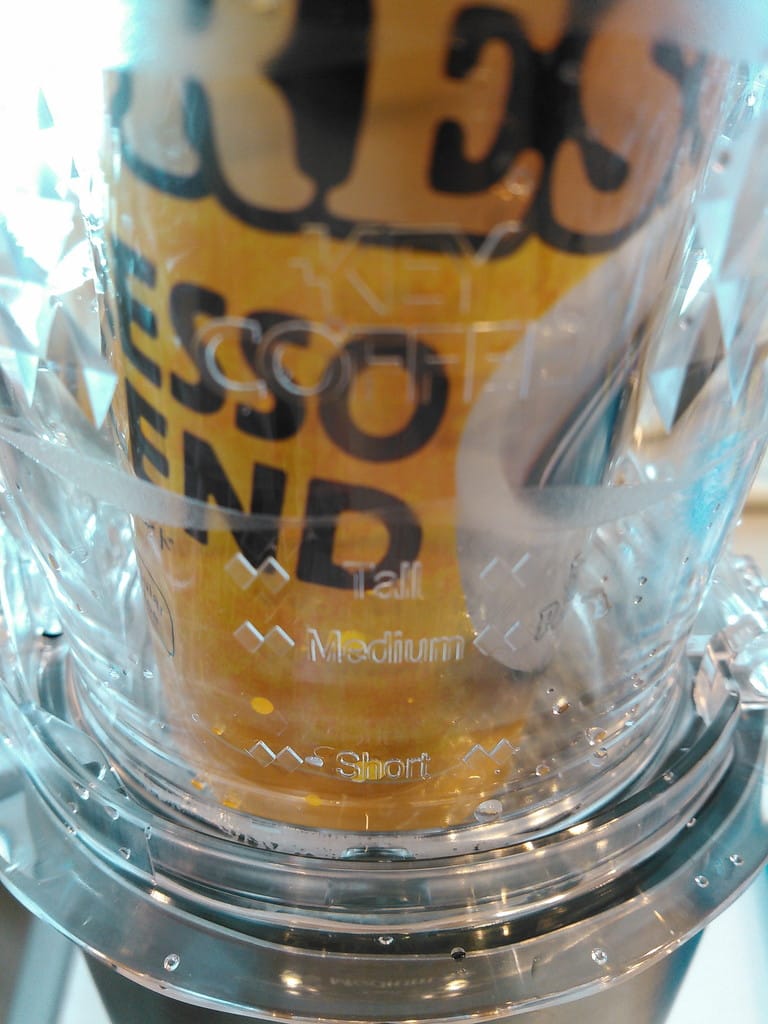 RES
KEY
COFFEE
ESSO
END
Tall
Medium
Short